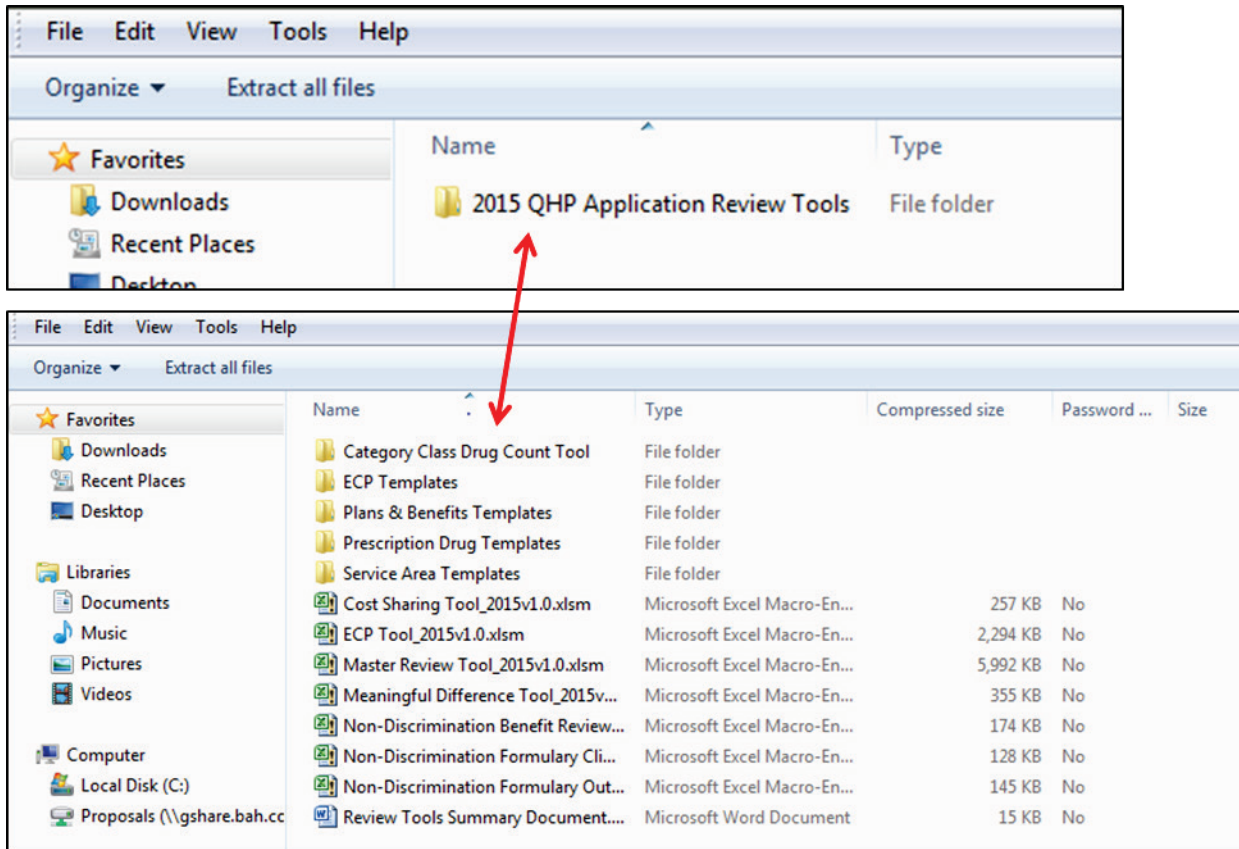 File Edit View Tools Help
Organize Extract all files
Name Type
Favorites
2015 QHP Application Review Tools File folder
Downloads
Recent Places
Desktop
File Edit View Tools Help
Organize Extract all files
Name Type Compressed size Password ... Size
Favorites
Category Class Drug Count Tool File folder
Downloads
ECP Templates File folder
Recent Places
Plans & Benefits Templates File folder
Desktop
Prescription Drug Templates File folder
Service Area Templates File folder
Libraries
Documents
Cost Sharing Tool_2015v1.0.xlsm Microsoft Excel Macro-En... 257 KB No
Music
ECP Tool_2015v1.0.xlsm Microsoft Excel Macro-En... 2,294 KB No
Pictures
Master Review Tool_2015v1.0.xlsm Microsoft Excel Macro-En... 5,992 KB No
Videos
Meaningful Difference Tool_2015v... Microsoft Excel Macro-En... 355 KB No
Non-Discrimination Benefit Review... Microsoft Excel Macro-En... 174 KB No
Computer
Non-Discrimination Formulary Cli... Microsoft Excel Macro-En... 128 KB No
Local Disk (C:)
Non-Discrimination Formulary Out... Microsoft Excel Macro-En... 145 KB No
Proposals (\\gshare.bah.cc
Review Tools Summary Document.... Microsoft Word Document 15 KB No